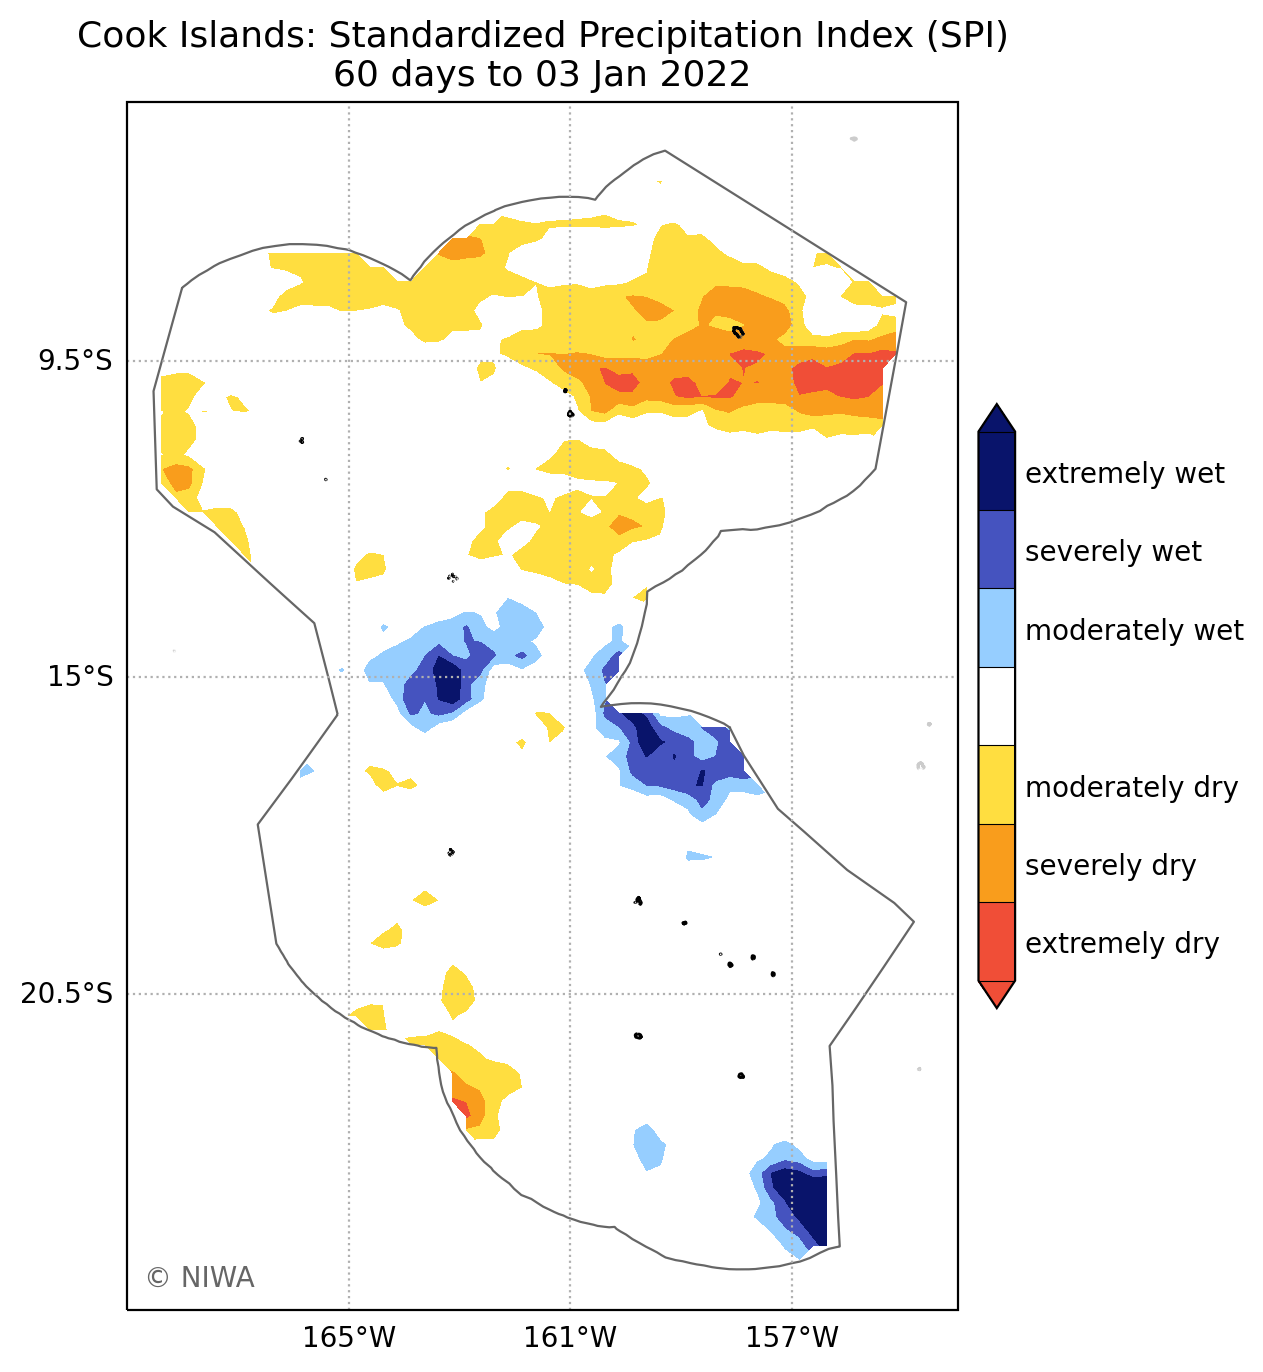 Cook Islands: Standardized Precipitation Index (SPI)
60 days to 03 Jan 2022
9.5°S
15°S
20.5°S
165°W
161°W
157°W
extremely wet
severely wet
moderately wet
moderately dry
severely dry
extremely dry
© NIWA